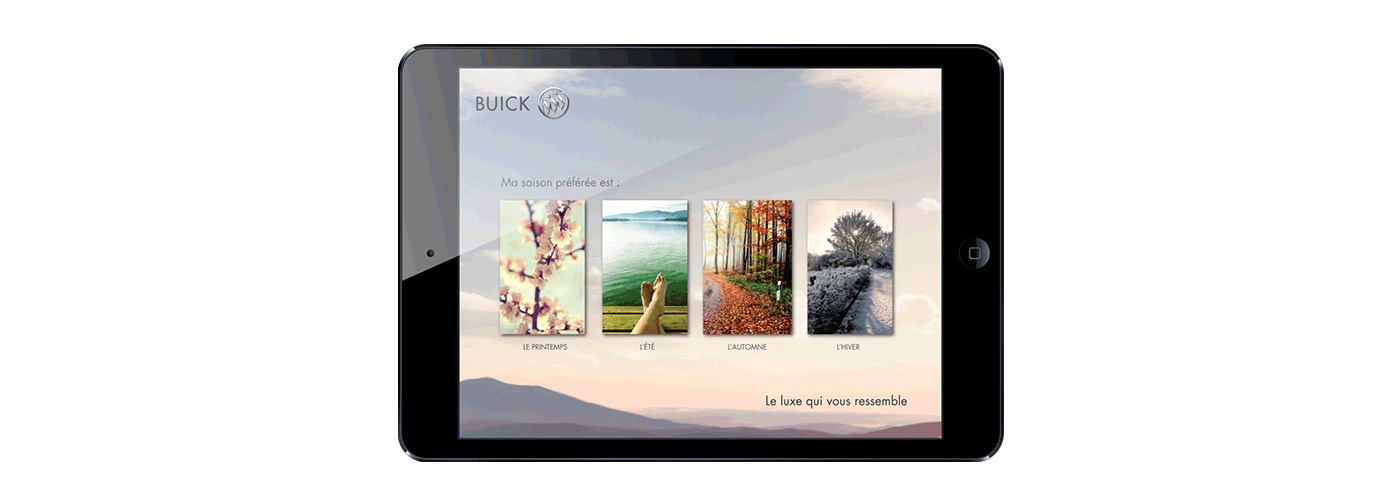 BUICK
Ma saison préférée est :
LE PRINTEMPS
L'ÉTÉ
L'AUTOMNE
L'HIVER
Le luxe qui vous ressemble